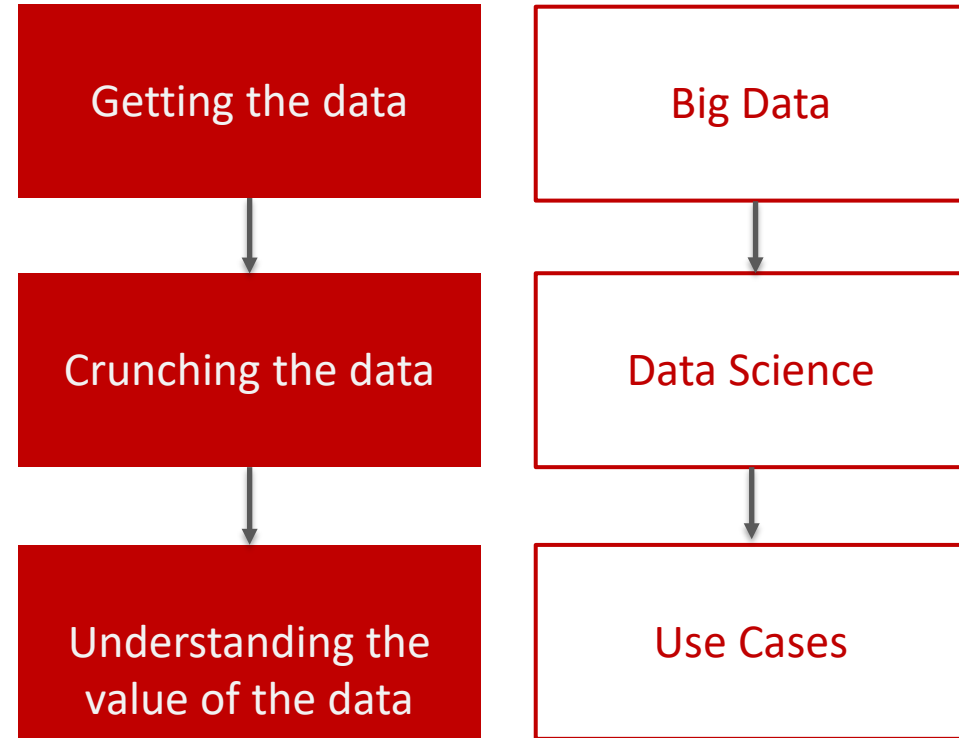 Getting the data
Big Data
Crunching the data
Data Science
Understanding the
value of the data
Use Cases